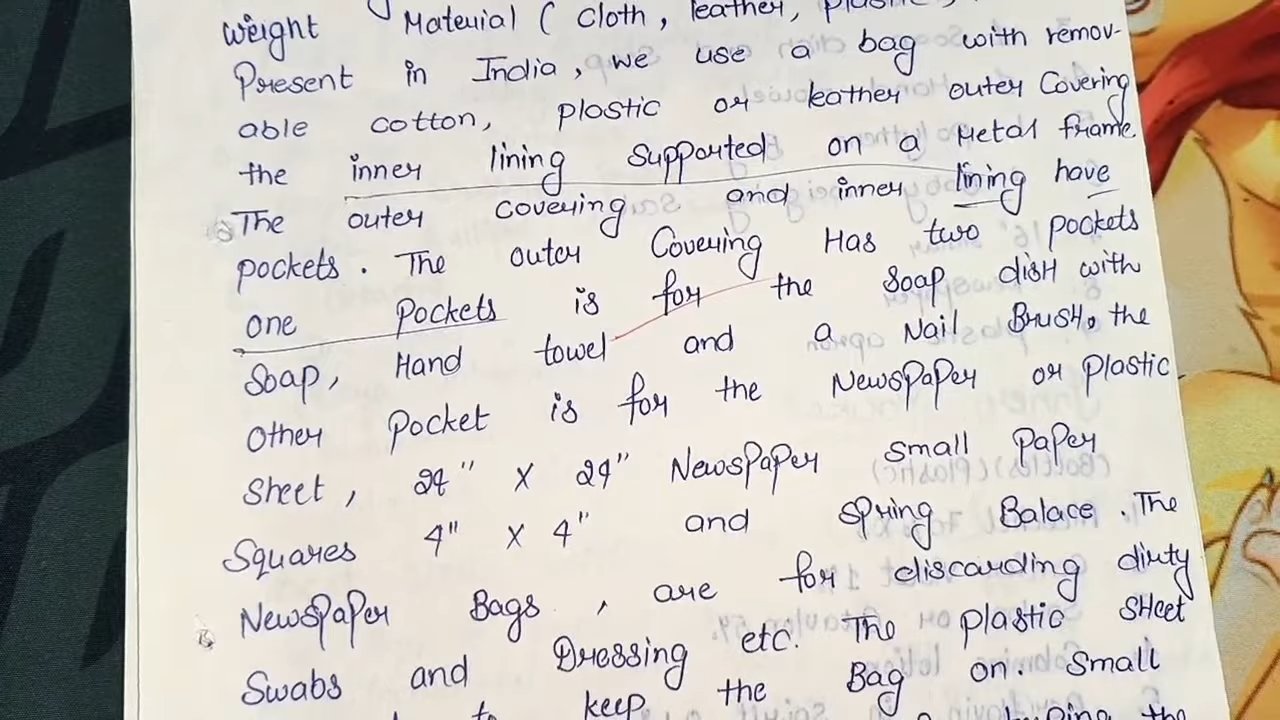 weight Material ( cloth, leather,
Present in India, we use a bag with remov-
able cotton, plostic or leather outer Covering
the inner lining supported on a Metal frame
The outer covering and inner lining have
pockets. The outer Covering Has two pockets
one Pockets is for the Soap disH with
Soap, Hand towel and a Nail BrusH, the
Other Pocket is for the NewsPaPer or Plastic
Sheet, 24" X 24" NewsPaPer small PaPer
Squares 4" X 4" and spring Balace. The
NewsPaPer Bags, are for discarding dirty
Swabs and Dressing etc. The plastic SHeet
keep the Bag on. Small
the